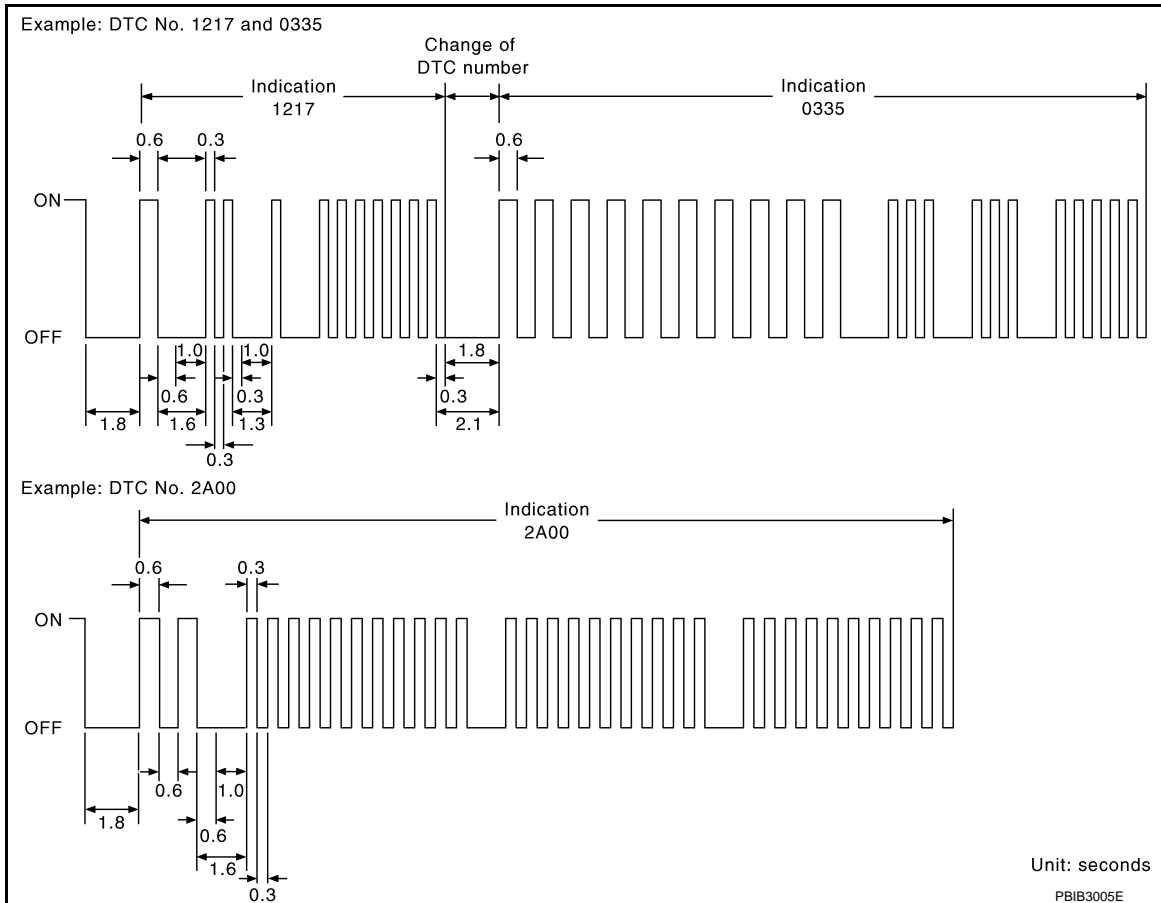 Example: DTC No. 1217 and 0335
Change of
DTC number
Indication
1217
Indication
0335
0.6
0.3
0.6
ON
OFF
1.0
1.0
1.8
0.6
0.3
0.3
1.8
1.6
1.3
2.1
0.3
Example: DTC No. 2A00
Indication
2A00
0.6
0.3
ON
OFF
0.6
1.0
1.8
0.6
1.6
0.3
Unit: seconds
PBIB3005E